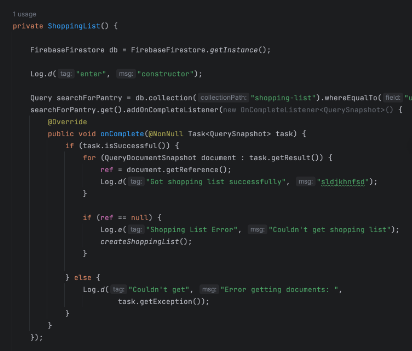 1 usage
private ShoppingList() {
FirebaseFirestore db = FirebaseFirestore.getInstance();
Log.d( tag: "enter", msg: "constructor");
Query searchForPantry = db.collection( collectionPath: "shopping-list").whereEqualTo( field: "u
searchForPantry.get().addOnCompleteListener(new OnCompleteListener<QuerySnapshot>() {
@Override
public void onComplete(@NonNull Task<QuerySnapshot> task) {
if (task.isSuccessful()) {
for (QueryDocumentSnapshot document : task.getResult()) {
ref = document.getReference();
Log.d( tag: "Got shopping list successfully", msg: "sldjkhnfsd");
}
if (ref == null) {
Log.e( tag: "Shopping List Error", msg: "Couldn't get shopping list");
createShoppingList();
}
} else {
Log.d( tag: "Couldn't get", msg: "Error getting documents: ",
task.getException());
}
}
});